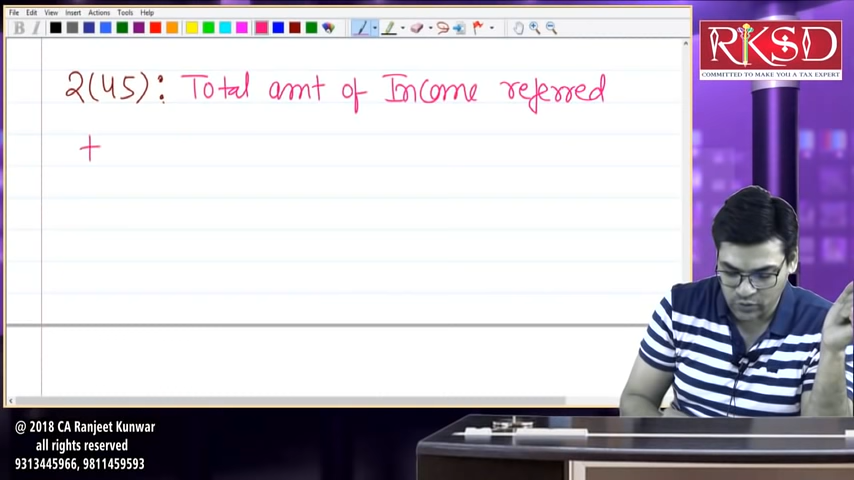 File Edit View Insert Actions Tools Help
B I
2(45): Total amt of Income referred
t
RKSD
COMMITTED TO MAKE YOU A TAX EXPERT
@ 2018 CA Ranjeet Kunwar
all rights reserved
9313445966, 9811459593